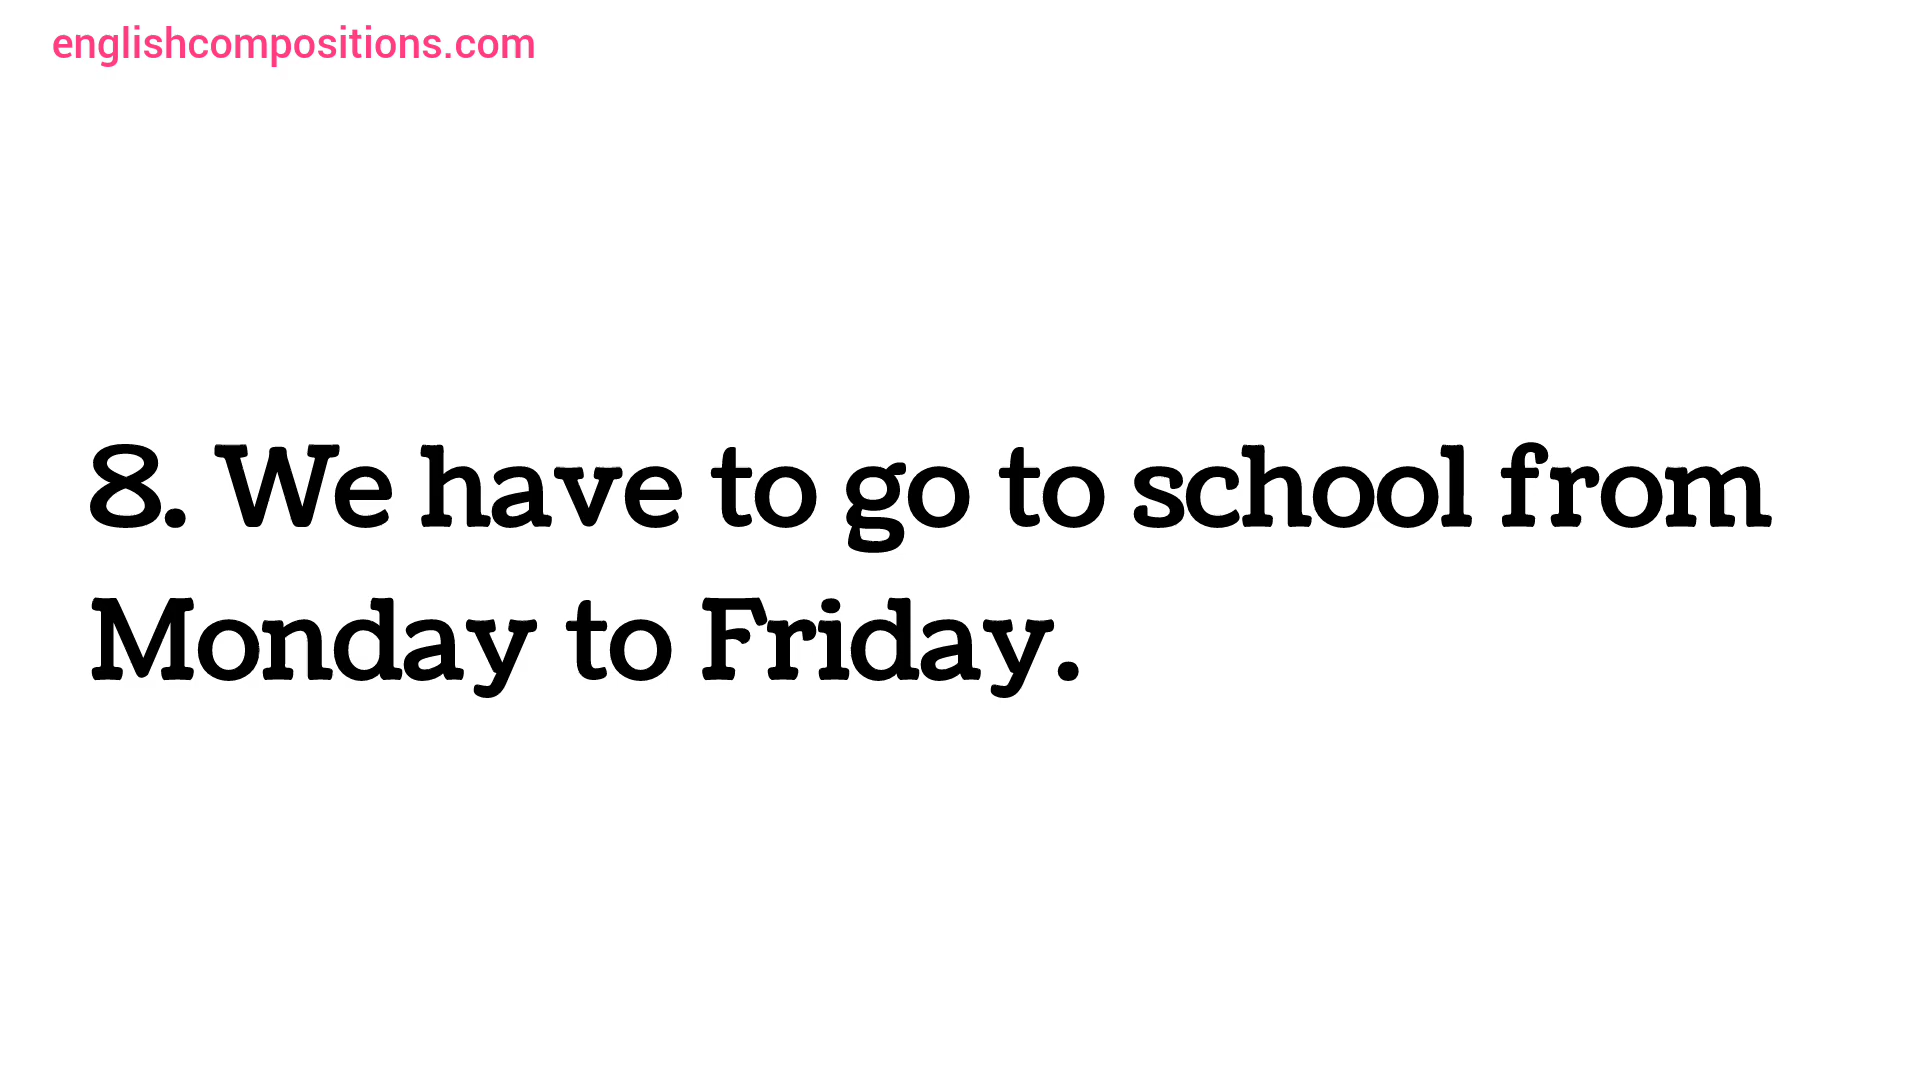 englishcompositions.com
8. We have to go to school from
Monday to Friday.